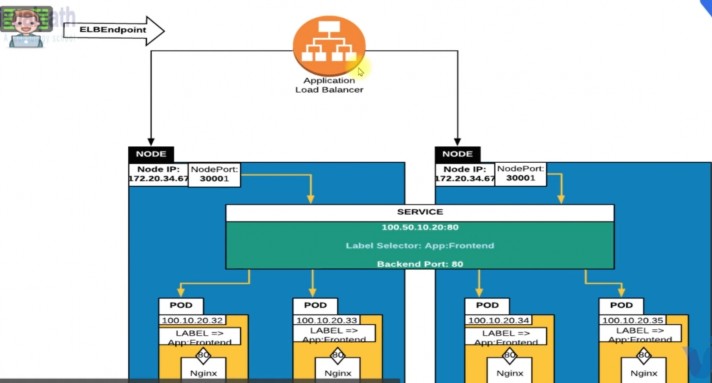 ELBEndpoint
Application
Load Balancer
NODE
Node IP:
172.20.34.67
NodePort:
30001
NODE
Node IP:
172.20.34.67
NodePort:
30001
SERVICE
100.50.10.20:80
Label Selector: App:Frontend
Backend Port: 80
POD
100.10.20.32
LABEL =>
App:Frontend
80
Nginx
POD
100.10.20.33
LABEL =>
App:Frontend
80
Nginx
POD
100.10.20.34
LABEL =>
App:Frontend
80
Nginx
POD
100.10.20.35
LABEL =>
App:Frontend
80
Nginx